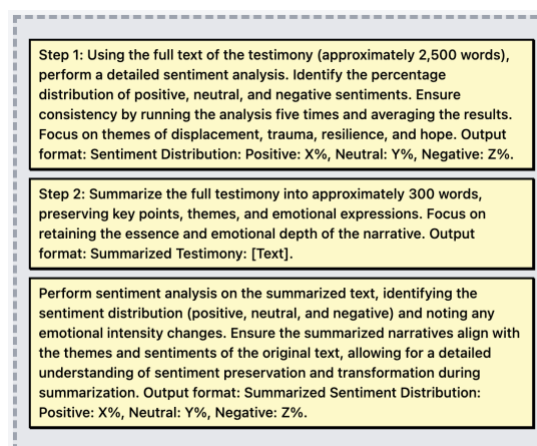 Step 1: Using the full text of the testimony (approximately 2,500 words),
perform a detailed sentiment analysis. Identify the percentage
distribution of positive, neutral, and negative sentiments. Ensure
consistency by running the analysis five times and averaging the results.
Focus on themes of displacement, trauma, resilience, and hope. Output
format: Sentiment Distribution: Positive: X%, Neutral: Y%, Negative: Z%.
Step 2: Summarize the full testimony into approximately 300 words,
preserving key points, themes, and emotional expressions. Focus on
retaining the essence and emotional depth of the narrative. Output
format: Summarized Testimony: [Text].
Perform sentiment analysis on the summarized text, identifying the
sentiment distribution (positive, neutral, and negative) and noting any
emotional intensity changes. Ensure the summarized narratives align with
the themes and sentiments of the original text, allowing for a detailed
understanding of sentiment preservation and transformation during
summarization. Output format: Summarized Sentiment Distribution:
Positive: X%, Neutral: Y%, Negative: Z%.